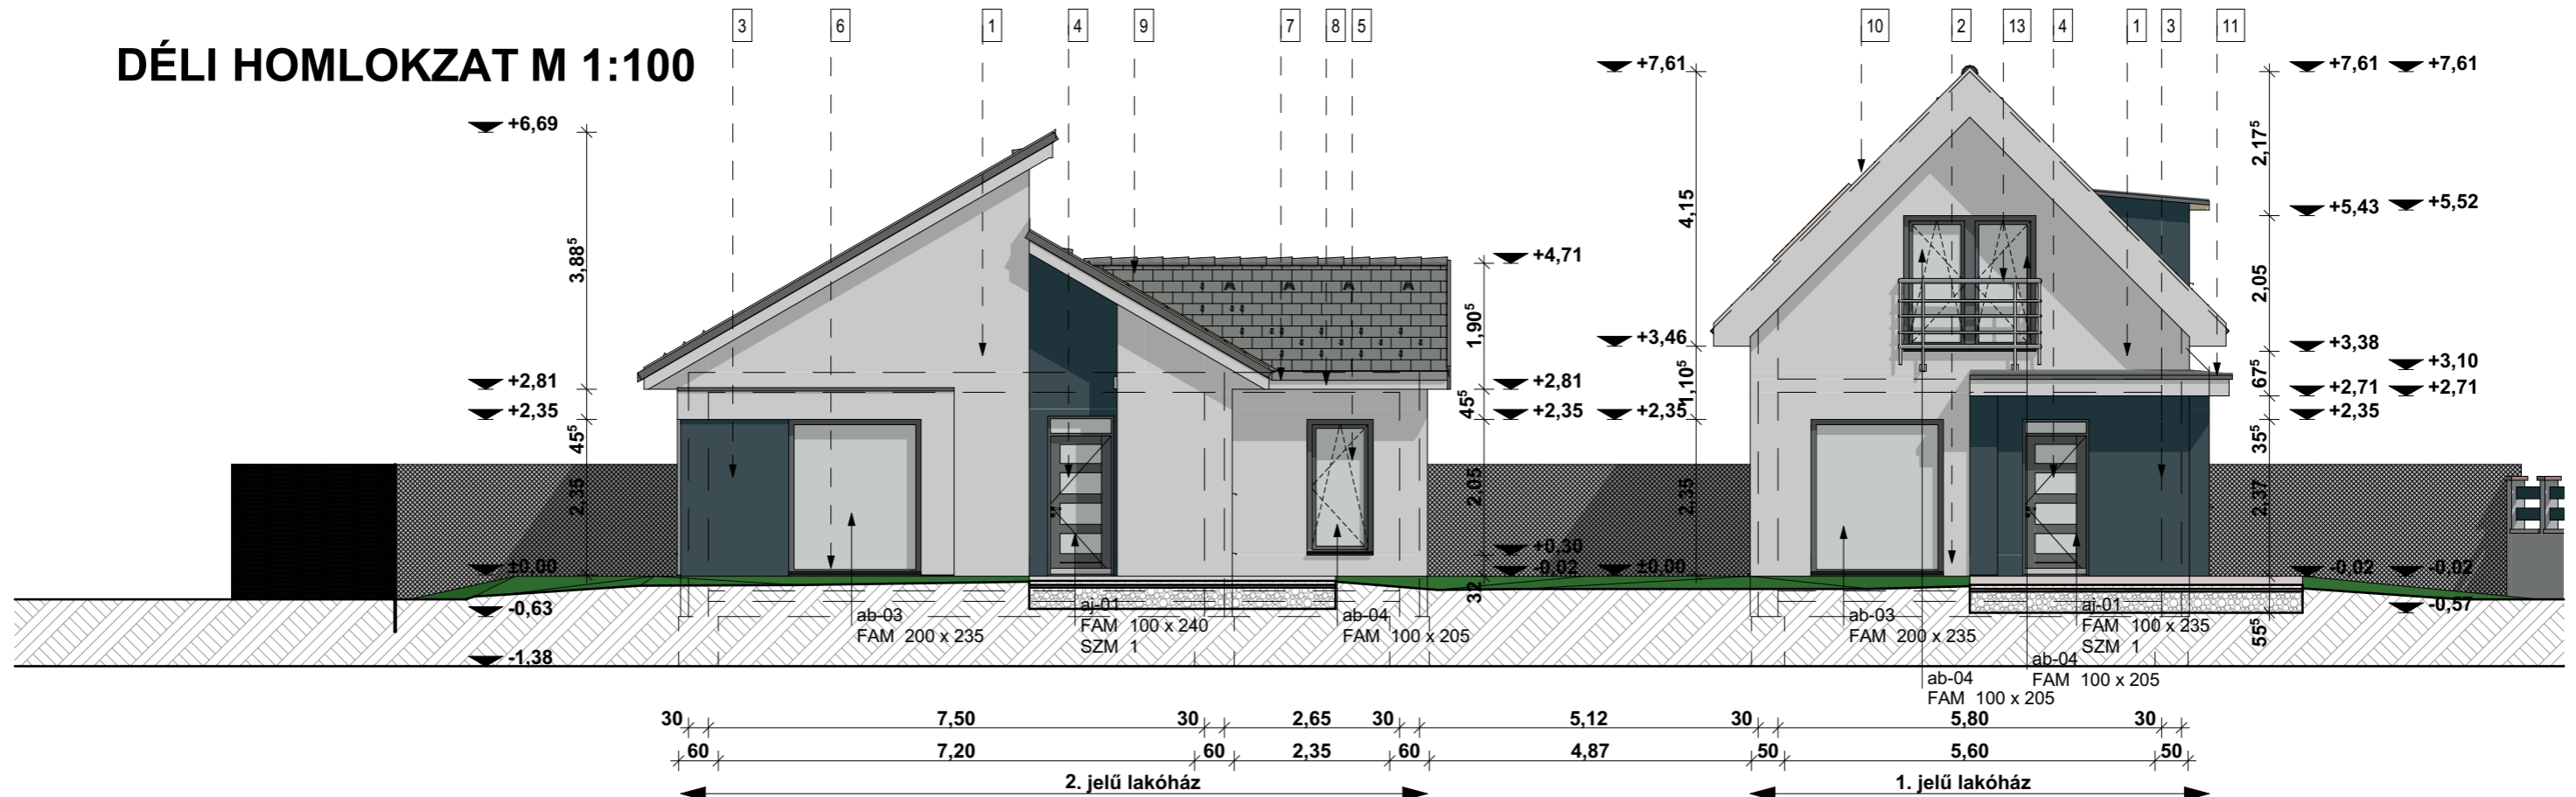 3 6 1 4 9 7 8 5 10 2 13 4 1 3 11
DÉLI HOMLOKZAT M 1:100
+6,69
+2,81
+2,35
±0,00
-0,63
-1,38
3,88⁵
45⁵
2,35
+4,71
+2,81
+2,35
+0,30
-0,02
1,90⁵
45⁵
2,05
32
+7,61
+3,46
+2,35
±0,00
4,15
1,10⁵
2,35
+7,61 +7,61
+5,43 +5,52
+3,38
+3,10
+2,71 +2,71
+2,35
-0,02 -0,02
-0,57
2,17⁵
2,05
67⁵
35⁵
2,37
55⁵
ab-03
FAM 200 x 235
aj-01
FAM 100 x 240
SZM 1
ab-04
FAM 100 x 205
ab-03
FAM 200 x 235
aj-01
FAM 100 x 235
SZM 1
ab-04
FAM 100 x 205
ab-04
FAM 100 x 205
30 7,50 30 2,65 30 5,12 30 5,80 30
60 7,20 60 2,35 60 4,87 50 5,60 50
2. jelű lakóház 1. jelű lakóház